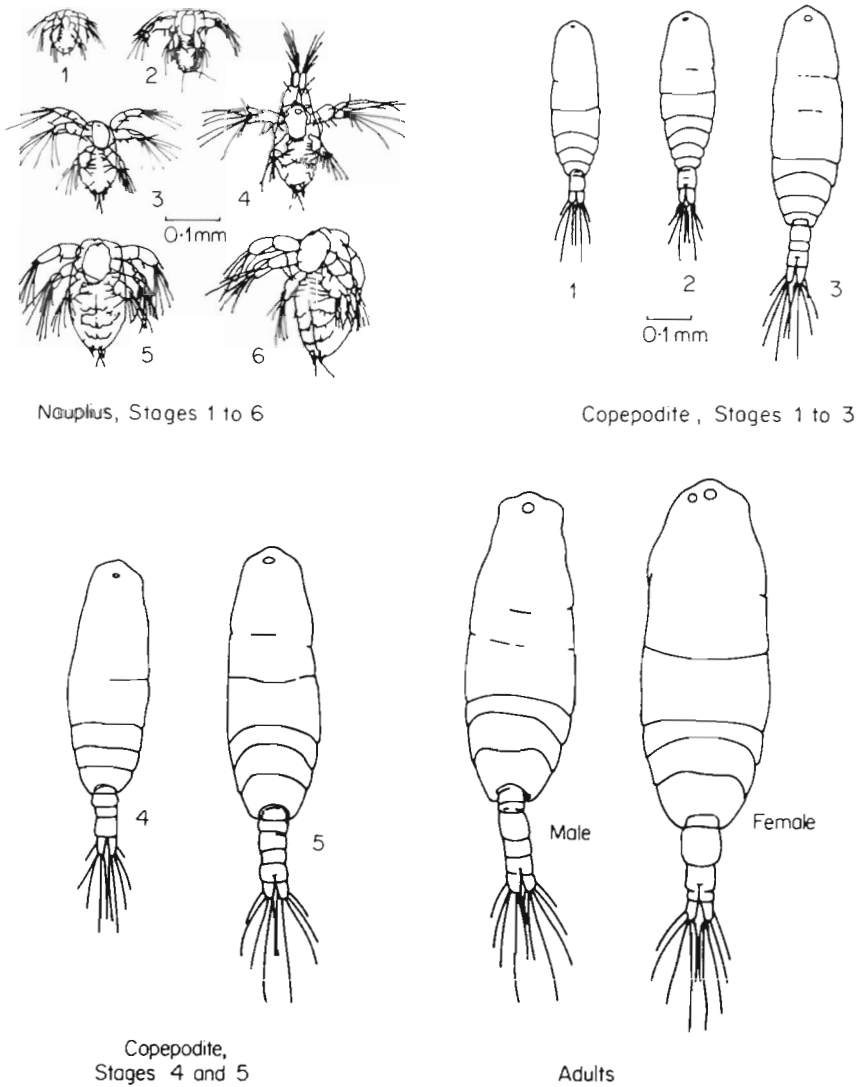 1
2
3
4
0·1mm
5
6
Nauplius, Stages 1 to 6
1
2
3
0·1mm
Copepodite, Stages 1 to 3
4
5
Copepodite,
Stages 4 and 5
Male
Female
Adults